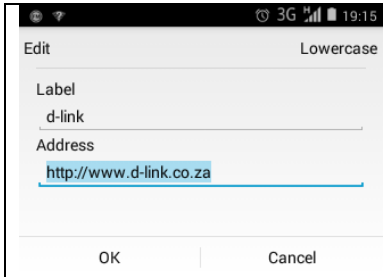 3G H 19:15
Edit Lowercase
Label
d-link
Address
http://www.d-link.co.za
OK Cancel